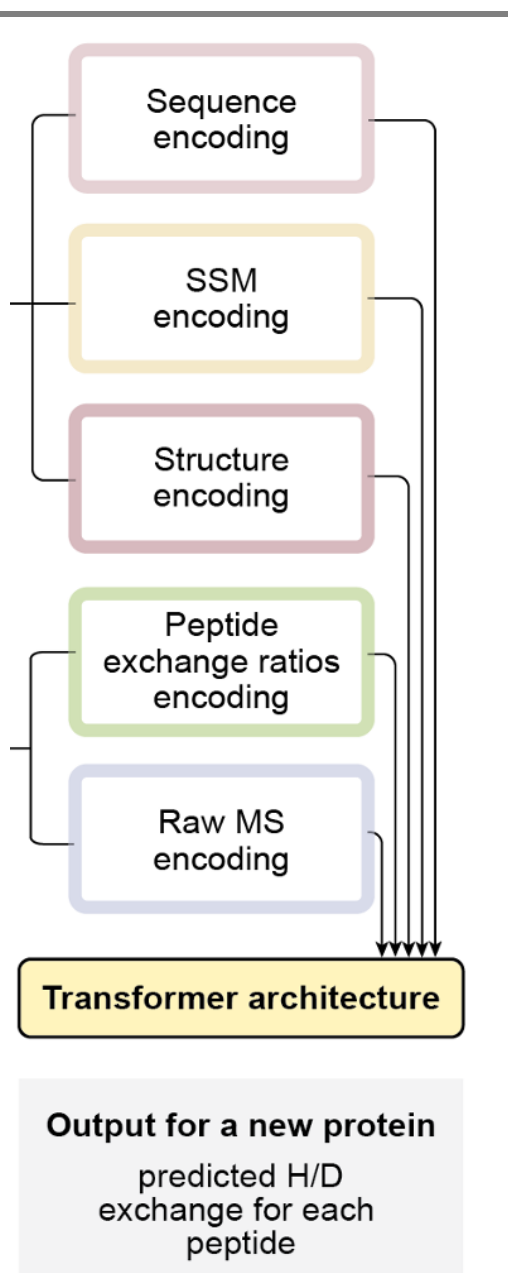 Sequence
encoding
SSM
encoding
Structure
encoding
Peptide
exchange ratios
encoding
Raw MS
encoding
Transformer architecture
Output for a new protein
predicted H/D
exchange for each
peptide